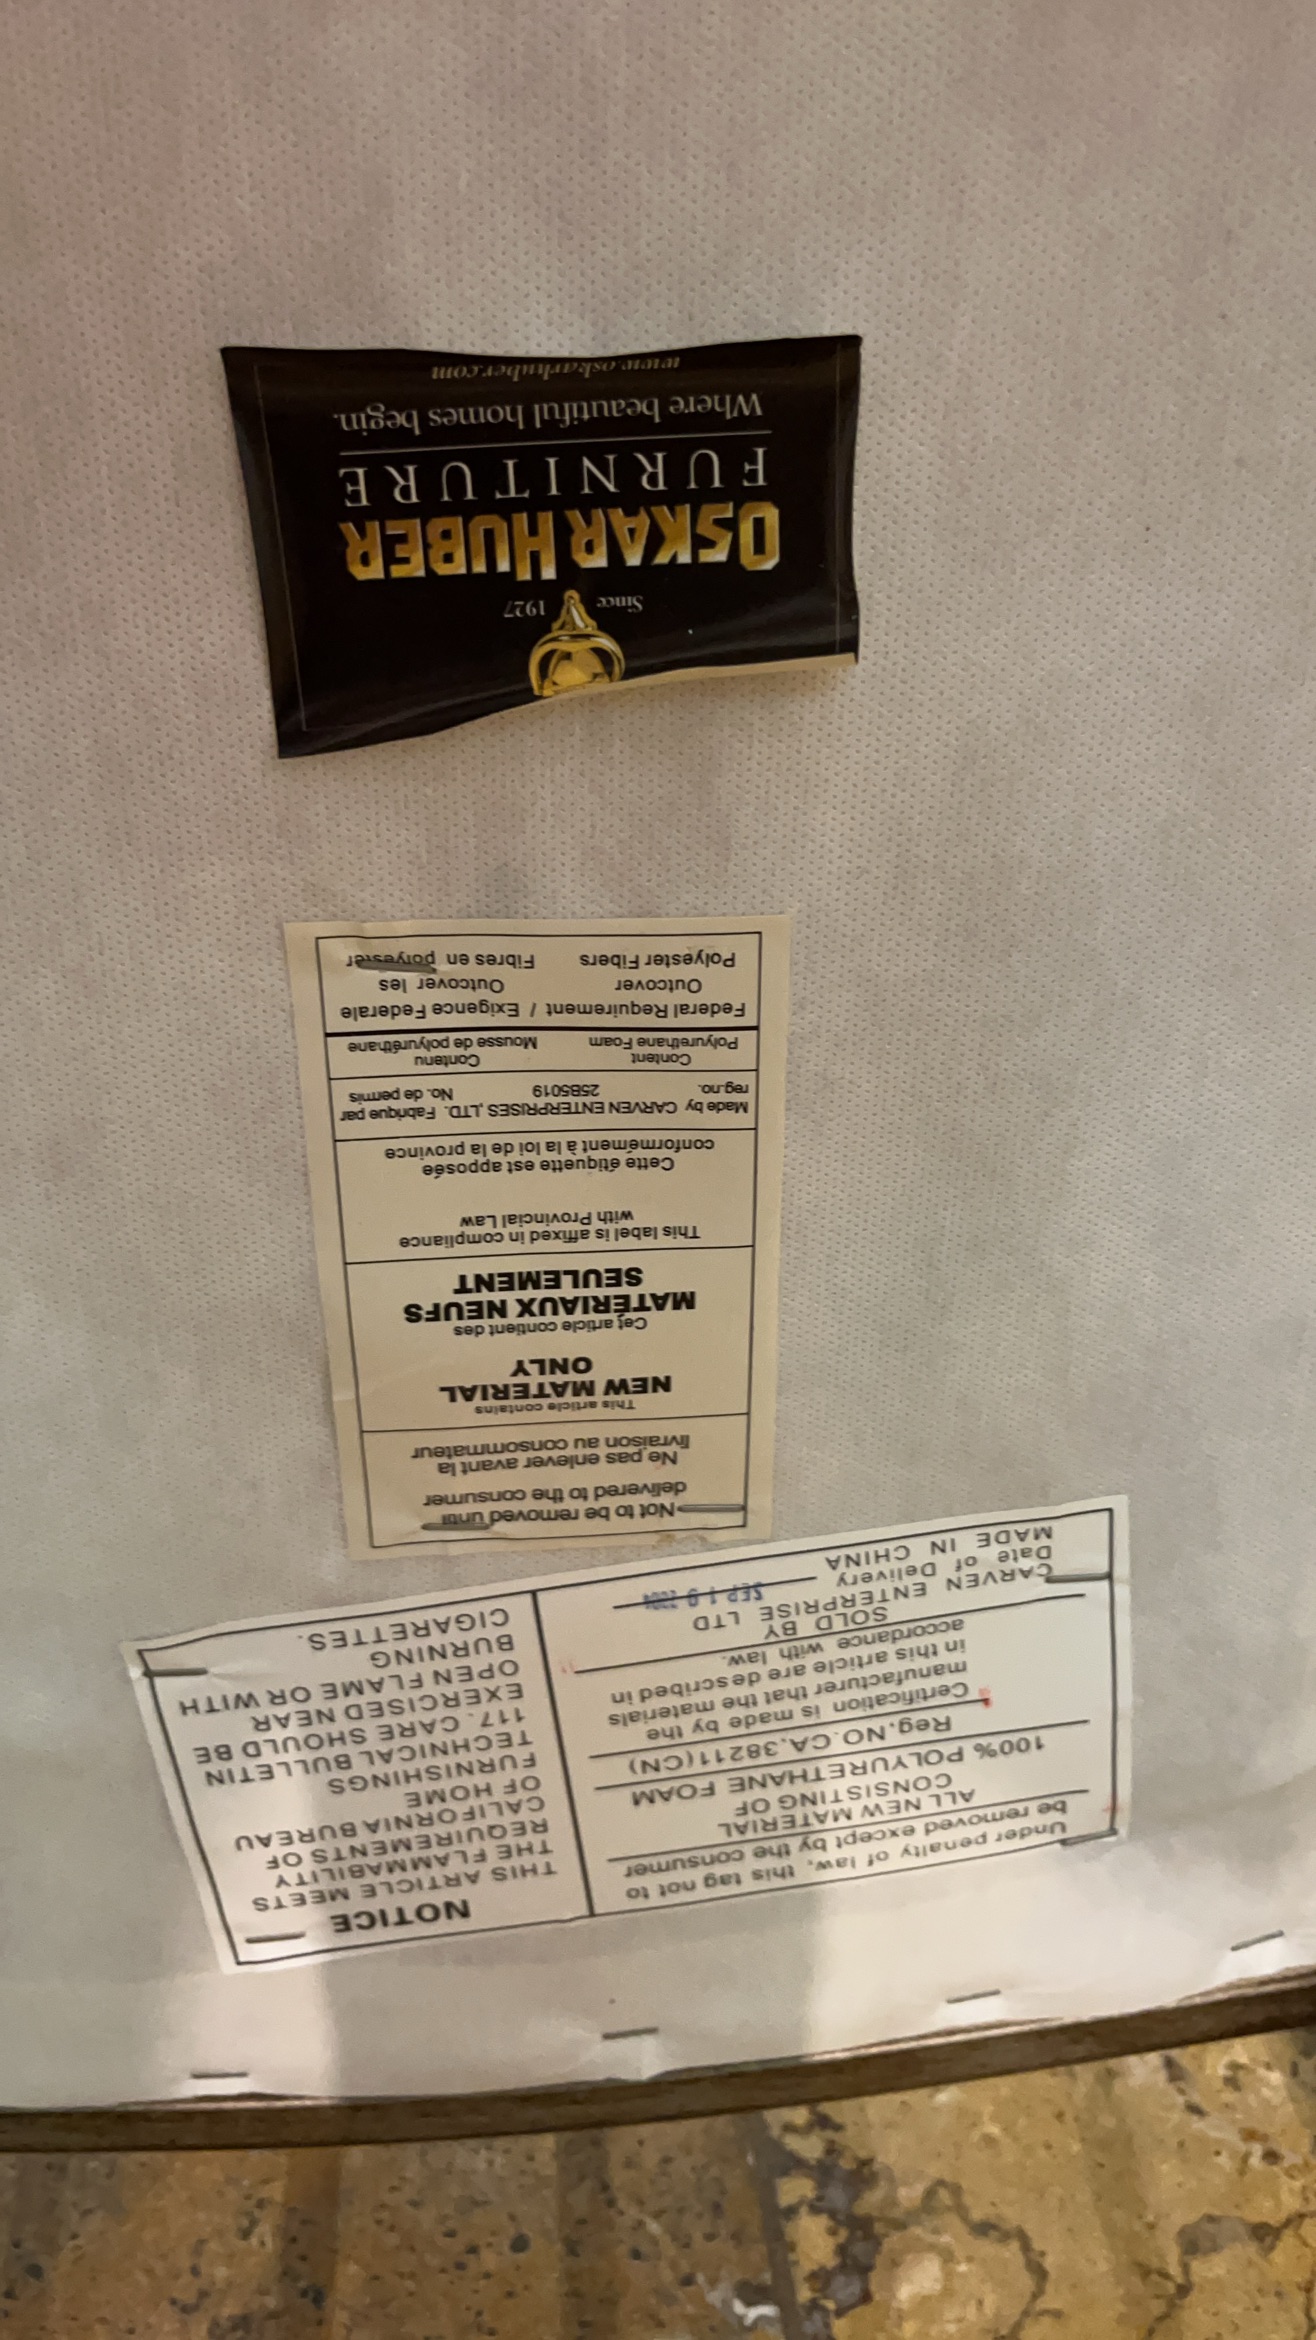 Under penalty of law, this tag not to
be removed except by the consumer
ALL NEW MATERIAL
CONSISTING OF
100% POLYURETHANE FOAM
Reg.NO.CA.38211(CN)
Certification is made by the
manufacturer that the materials
in this article are described in
accordance with law.
SOLD BY
CARVEN ENTERPRISE LTD
Date of Delivery SEP 1 0
MADE IN CHINA
NOTICE
THIS ARTICLE MEETS
THE FLAMMABILITY
REQUIREMENTS OF
CALIFORNIA BUREAU
OF HOME
FURNISHINGS
TECHNICAL BULLETIN
117. CARE SHOULD BE
EXERCISED NEAR
OPEN FLAME OR WITH
BURNING
CIGARETTES.
Not to be removed until
delivered to the consumer
Ne pas enlever avant la
livraison au consommateur
This article contains
NEW MATERIAL
ONLY
Cet article contient des
MATÉRIAUX NEUFS
SEULEMENT
This label is affixed in compliance
with Provincial Law
Cette étiquette est apposée
conformément à la loi de la province
Made by CARVEN ENTERPRISES ,LTD. Fabrique par
reg.no. 25B5019 No. de permis
Content Contenu
Polyurethane Foam Mousse de polyuréthane
Federal Requirement / Exigence Federale
Outcover Outcover les
Polyester Fibers Fibres en polyester
Since 1927
OSKAR HUBER
FURNITURE
Where beautiful homes begin.
www.oskarhuber.com